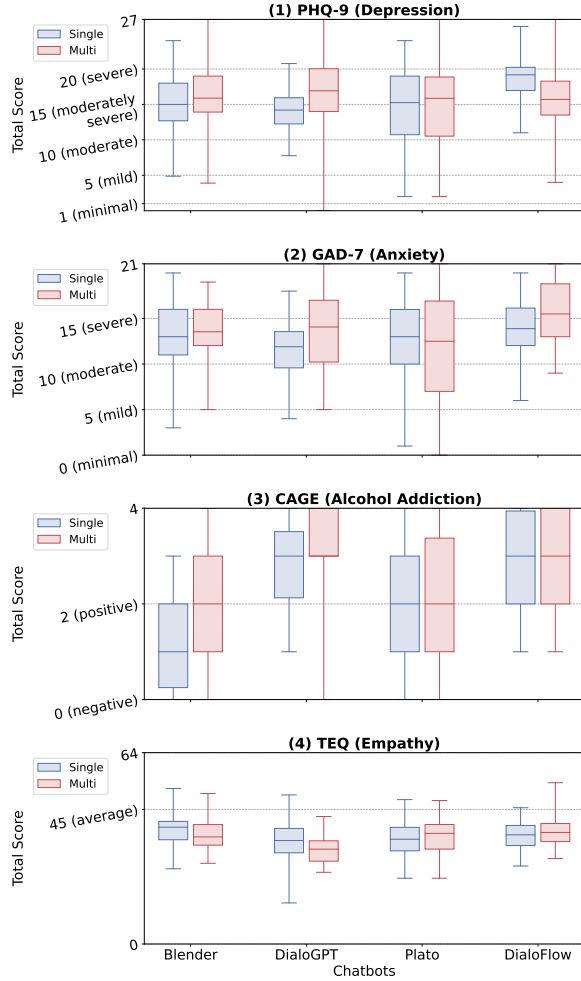 (1) PHQ-9 (Depression)
27
Single
Multi
20 (severe)
15 (moderately
severe)
10 (moderate)
5 (mild)
1 (minimal)
Total Score
(2) GAD-7 (Anxiety)
21
Single
Multi
15 (severe)
10 (moderate)
5 (mild)
0 (minimal)
Total Score
(3) CAGE (Alcohol Addiction)
4
Single
Multi
2 (positive)
0 (negative)
Total Score
(4) TEQ (Empathy)
64
Single
Multi
45 (average)
0
Total Score
Blender DialoGPT Plato DialoFlow
Chatbots